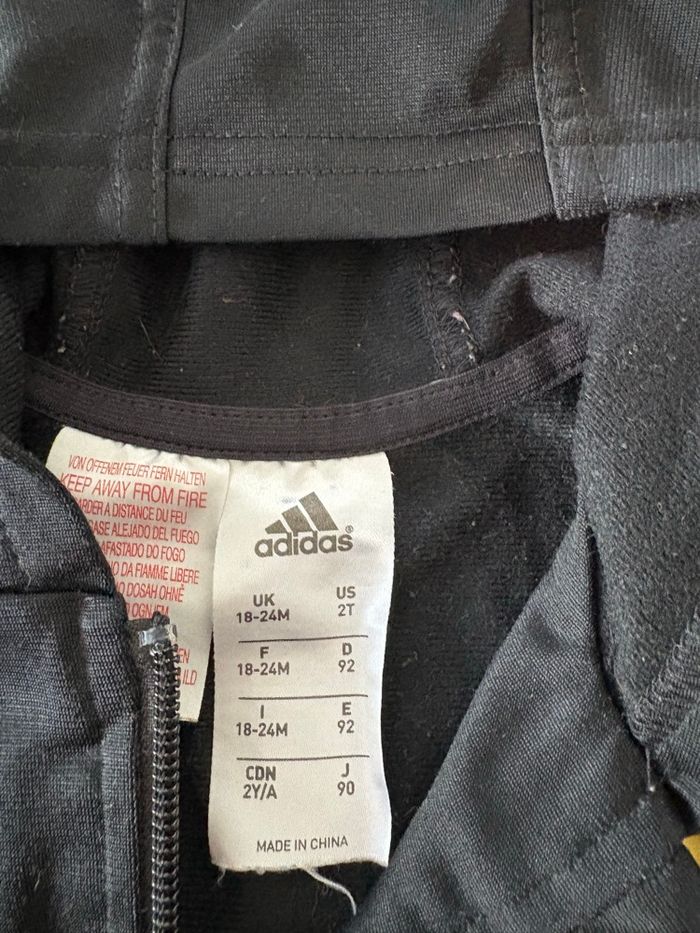 VON OFFENEM FEUER FERN HALTEN
KEEP AWAY FROM FIRE
A DISTANCE DU FEU
ALEJADO DEL FUEGO
AFASTADO DO FOGO
DA FIAMME LIBERE
DOSAH OHNĚ
adidas®
UK
18-24M
US
2T
F
18-24M
D
92
I
18-24M
E
92
CDN
2Y/A
J
90
MADE IN CHINA